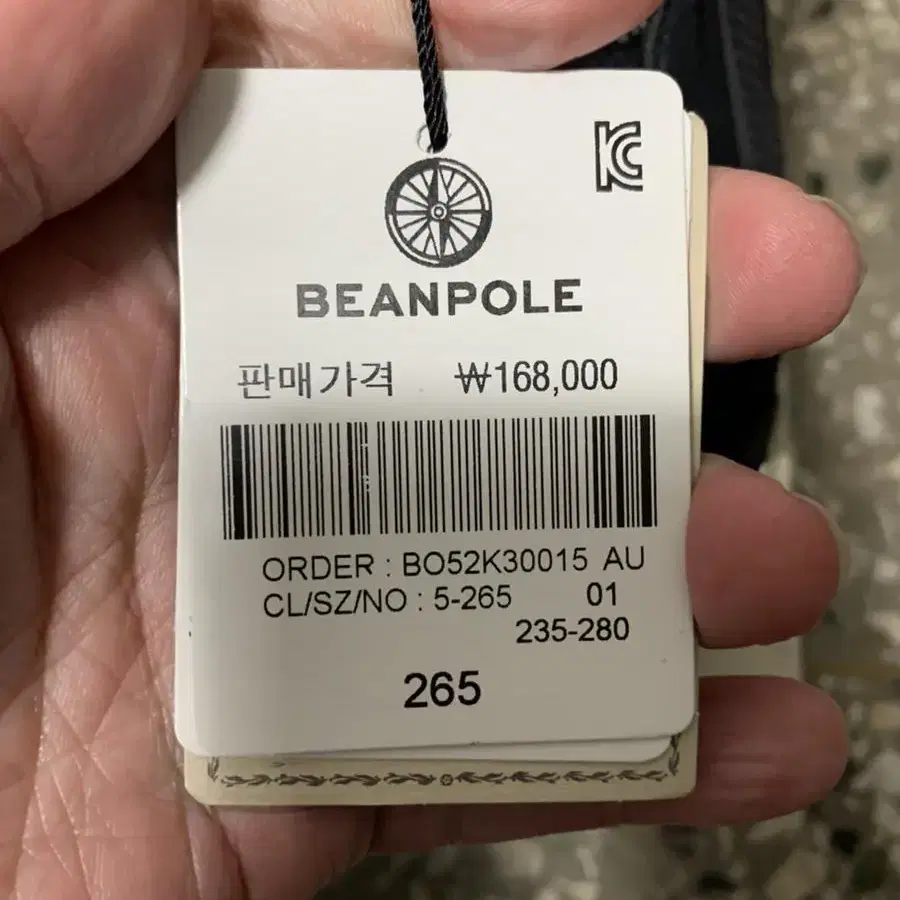 KC
BEANPOLE
판매가격 ₩168,000
ORDER : BO52K30015 AU
CL/SZ/NO : 5-265 01
235-280
265